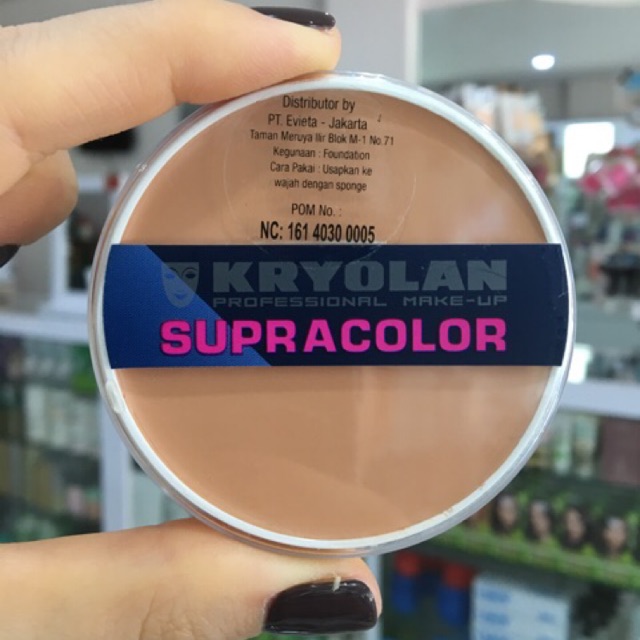 Distributor by
PT. Evieta - Jakarta
Taman Meruya Ilir Blok M-1 No.71
Kegunaan : Foundation
Cara Pakai : Usapkan ke
wajah dengan sponge
POM No. :
NC: 161 4030 0005
KRYOLAN
PROFESSIONAL MAKE-UP
SUPRACOLOR